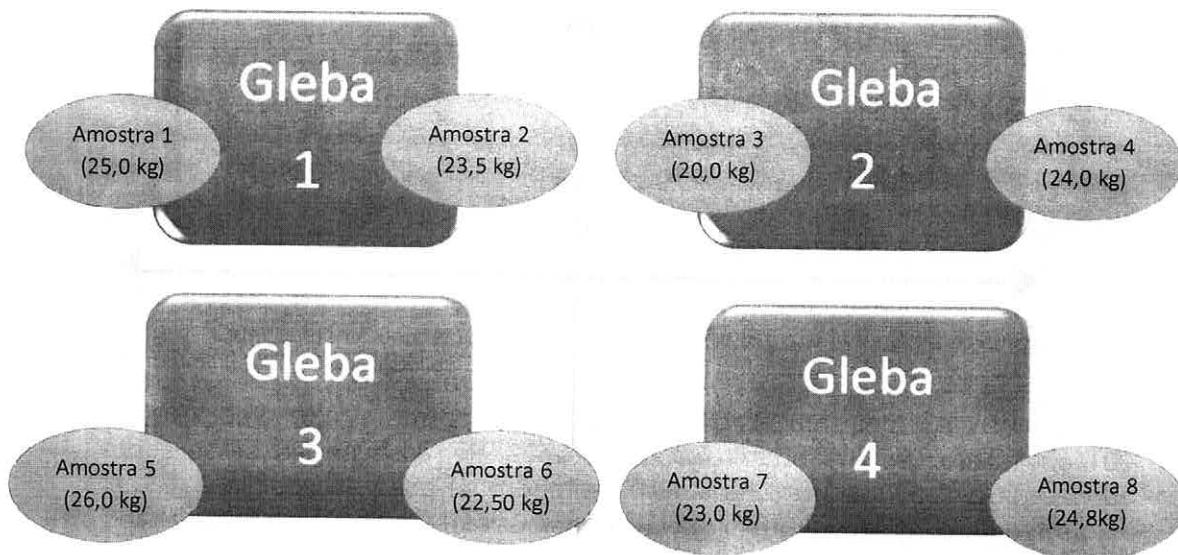 Gleba
1
Amostra 1
(25,0 kg)
Amostra 2
(23,5 kg)
Gleba
2
Amostra 3
(20,0 kg)
Amostra 4
(24,0 kg)
Gleba
3
Amostra 5
(26,0 kg)
Amostra 6
(22,50 kg)
Gleba
4
Amostra 7
(23,0 kg)
Amostra 8
(24,8kg)